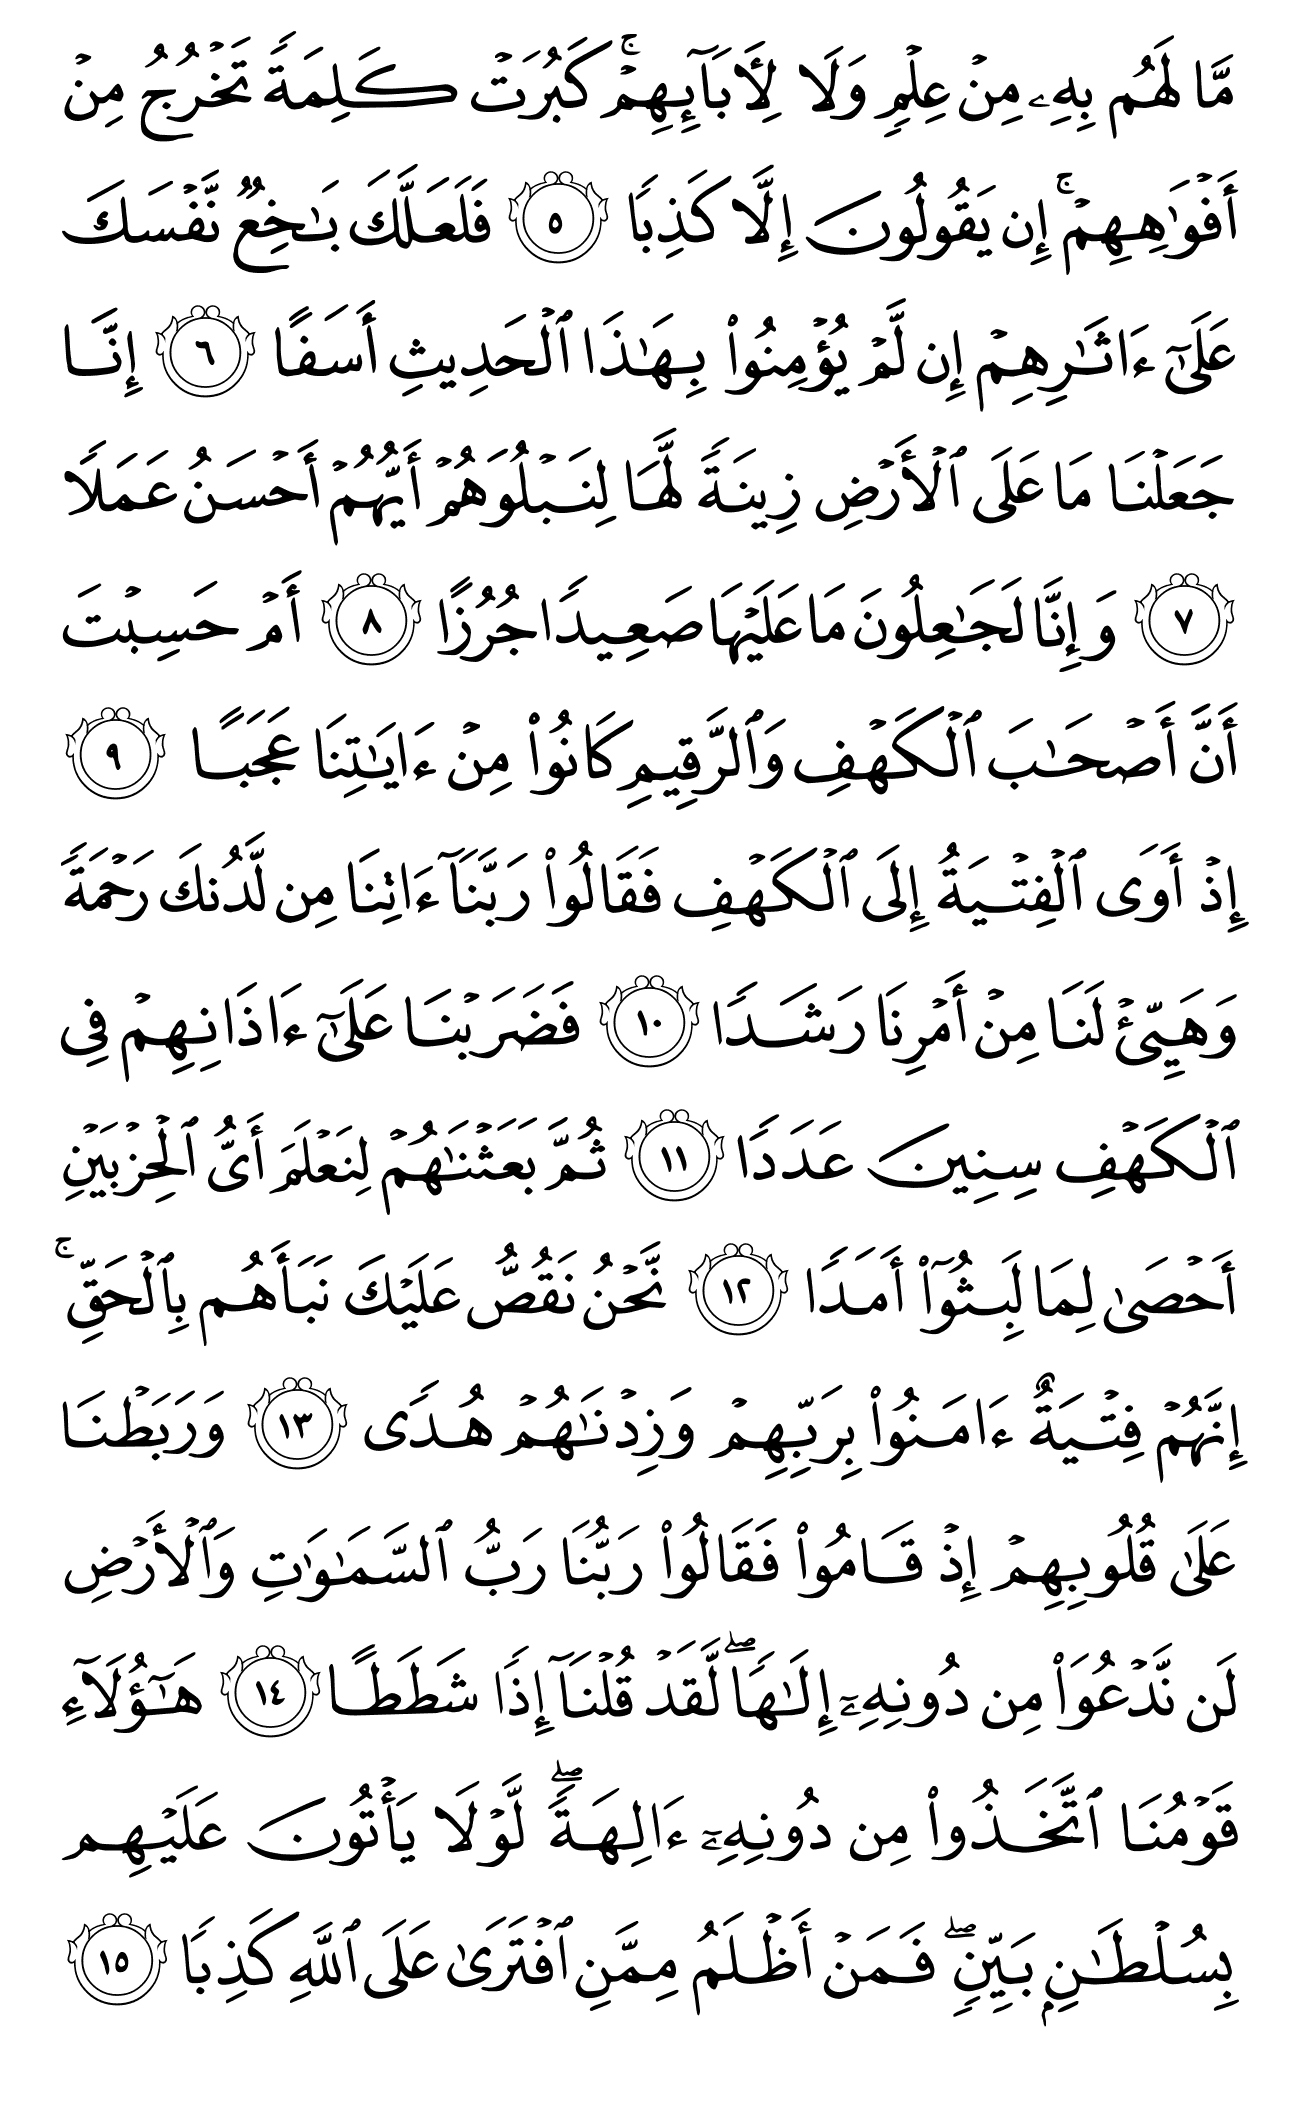 مَّا لَهُم بِهِۦ مِنْ عِلْمٍ وَلَا لِأَبَآئِهِمْ ۚ كَبُرَتْ كَلِمَةً تَخْرُجُ مِنْ
أَفْوَٰهِهِمْ ۚ إِن يَقُولُونَ إِلَّا كَذِبًا ٥ فَلَعَلَّكَ بَـٰخِعٌ نَّفْسَكَ
عَلَىٰٓ ءَاثَـٰرِهِمْ إِن لَّمْ يُؤْمِنُوا۟ بِهَـٰذَا ٱلْحَدِيثِ أَسَفًا ٦ إِنَّا
جَعَلْنَا مَا عَلَى ٱلْأَرْضِ زِينَةً لَّهَا لِنَبْلُوَهُمْ أَيُّهُمْ أَحْسَنُ عَمَلًا
٧ وَإِنَّا لَجَـٰعِلُونَ مَا عَلَيْهَا صَعِيدًا جُرُزًا ٨ أَمْ حَسِبْتَ
أَنَّ أَصْحَـٰبَ ٱلْكَهْفِ وَٱلرَّقِيمِ كَانُوا۟ مِنْ ءَايَـٰتِنَا عَجَبًا ٩
إِذْ أَوَى ٱلْفِتْيَةُ إِلَى ٱلْكَهْفِ فَقَالُوا۟ رَبَّنَآ ءَاتِنَا مِن لَّدُنكَ رَحْمَةً
وَهَيِّئْ لَنَا مِنْ أَمْرِنَا رَشَدًا ١٠ فَضَرَبْنَا عَلَىٰٓ ءَاذَانِهِمْ فِى
ٱلْكَهْفِ سِنِينَ عَدَدًا ١١ ثُمَّ بَعَثْنَـٰهُمْ لِنَعْلَمَ أَىُّ ٱلْحِزْبَيْنِ
أَحْصَىٰ لِمَا لَبِثُوٓا۟ أَمَدًا ١٢ نَّحْنُ نَقُصُّ عَلَيْكَ نَبَأَهُم بِٱلْحَقِّ ۚ
إِنَّهُمْ فِتْيَةٌ ءَامَنُوا۟ بِرَبِّهِمْ وَزِدْنَـٰهُمْ هُدًى ١٣ وَرَبَطْنَا
عَلَىٰ قُلُوبِهِمْ إِذْ قَامُوا۟ فَقَالُوا۟ رَبُّنَا رَبُّ ٱلسَّمَـٰوَٰتِ وَٱلْأَرْضِ
لَن نَّدْعُوَا۟ مِن دُونِهِۦٓ إِلَـٰهًا ۖ لَّقَدْ قُلْنَآ إِذًا شَطَطًا ١٤ هَـٰٓؤُلَآءِ
قَوْمُنَا ٱتَّخَذُوا۟ مِن دُونِهِۦٓ ءَالِهَةً ۖ لَّوْلَا يَأْتُونَ عَلَيْهِم
بِسُلْطَـٰنٍۭ بَيِّنٍ ۖ فَمَنْ أَظْلَمُ مِمَّنِ ٱفْتَرَىٰ عَلَى ٱللَّهِ كَذِبًا ١٥